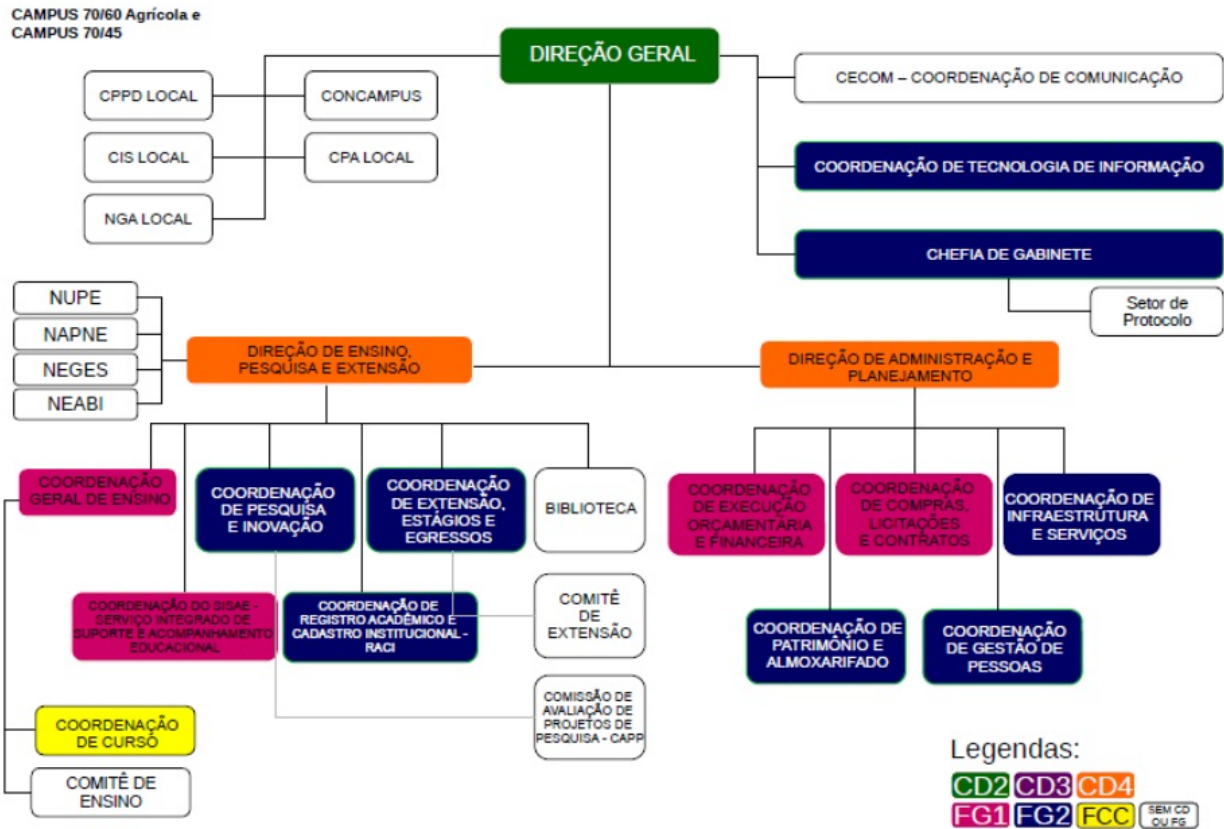 CAMPUS 70/60 Agrícola e
CAMPUS 70/45
DIREÇÃO GERAL
CPPD LOCAL
CONCAMPUS
CIS LOCAL
CPA LOCAL
NGA LOCAL
CECOM – COORDENAÇÃO DE COMUNICAÇÃO
COORDENAÇÃO DE TECNOLOGIA DE INFORMAÇÃO
CHEFIA DE GABINETE
Setor de
Protocolo
NUPE
NAPNE
NEGES
NEABI
DIREÇÃO DE ENSINO,
PESQUISA E EXTENSÃO
DIREÇÃO DE ADMINISTRAÇÃO E
PLANEJAMENTO
COORDENAÇÃO
GERAL DE ENSINO
COORDENAÇÃO
DE PESQUISA
E INOVAÇÃO
COORDENAÇÃO
DE EXTENSÃO,
ESTÁGIOS E
EGRESSOS
BIBLIOTECA
COORDENAÇÃO
DE EXECUÇÃO
ORÇAMENTÁRIA
E FINANCEIRA
COORDENAÇÃO
DE COMPRAS,
LICITAÇÕES
E CONTRATOS
COORDENAÇÃO DE
INFRAESTRUTURA
E SERVIÇOS
COORDENAÇÃO DO SISAE -
SERVIÇO INTEGRADO DE
SUPORTE E ACOMPANHAMENTO
EDUCACIONAL
COORDENAÇÃO DE
REGISTRO ACADÊMICO E
CADASTRO INSTITUCIONAL -
RACI
COMITÊ
DE
EXTENSÃO
COORDENAÇÃO DE
PATRIMÔNIO E
ALMOXARIFADO
COORDENAÇÃO
DE GESTÃO DE
PESSOAS
COMISSÃO DE
AVALIAÇÃO DE
PROJETOS DE
PESQUISA - CAPP
COORDENAÇÃO
DE CURSO
COMITÊ DE
ENSINO
Legendas:
CD2 CD3 CD4
FG1 FG2 FCC SEM CD
OU FG